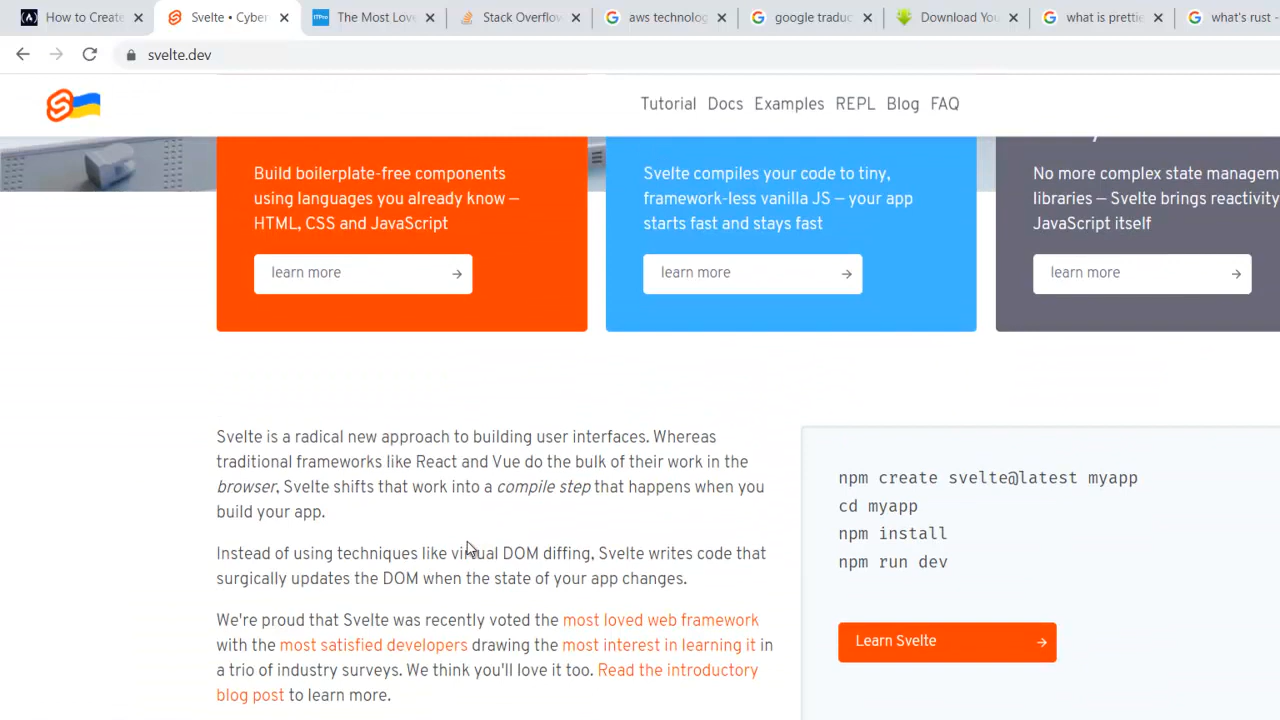 How to Create
Svelte • Cyber
ITPro
The Most Lov
Stack Overflow
aws technolog
google traduc
Download You
what is pretti
what's rust
svelte.dev
Tutorial Docs Examples REPL Blog FAQ
Build boilerplate-free components
using languages you already know –
HTML, CSS and JavaScript
learn more →
Svelte compiles your code to tiny,
framework-less vanilla JS – your app
starts fast and stays fast
learn more →
No more complex state managem
libraries – Svelte brings reactivity
JavaScript itself
learn more →
Svelte is a radical new approach to building user interfaces. Whereas
traditional frameworks like React and Vue do the bulk of their work in the
browser, Svelte shifts that work into a compile step that happens when you
build your app.
Instead of using techniques like virtual DOM diffing, Svelte writes code that
surgically updates the DOM when the state of your app changes.
We're proud that Svelte was recently voted the most loved web framework
with the most satisfied developers drawing the most interest in learning it in
a trio of industry surveys. We think you'll love it too. Read the introductory
blog post to learn more.
npm create svelte@latest myapp
cd myapp
npm install
npm run dev
Learn Svelte →